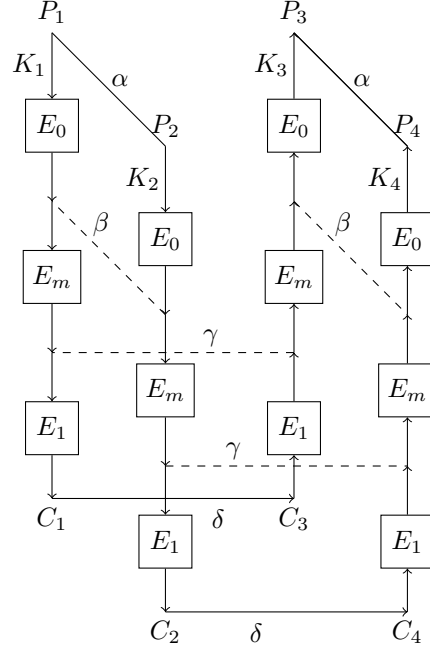 P₁ P₃
K₁ α K₃ α
E₀ P₂ E₀ P₄
K₂ K₄
β E₀ β E₀
Eₘ Eₘ
γ
E₁ Eₘ E₁ Eₘ
γ
C₁ δ C₃
E₁ E₁
C₂ δ C₄